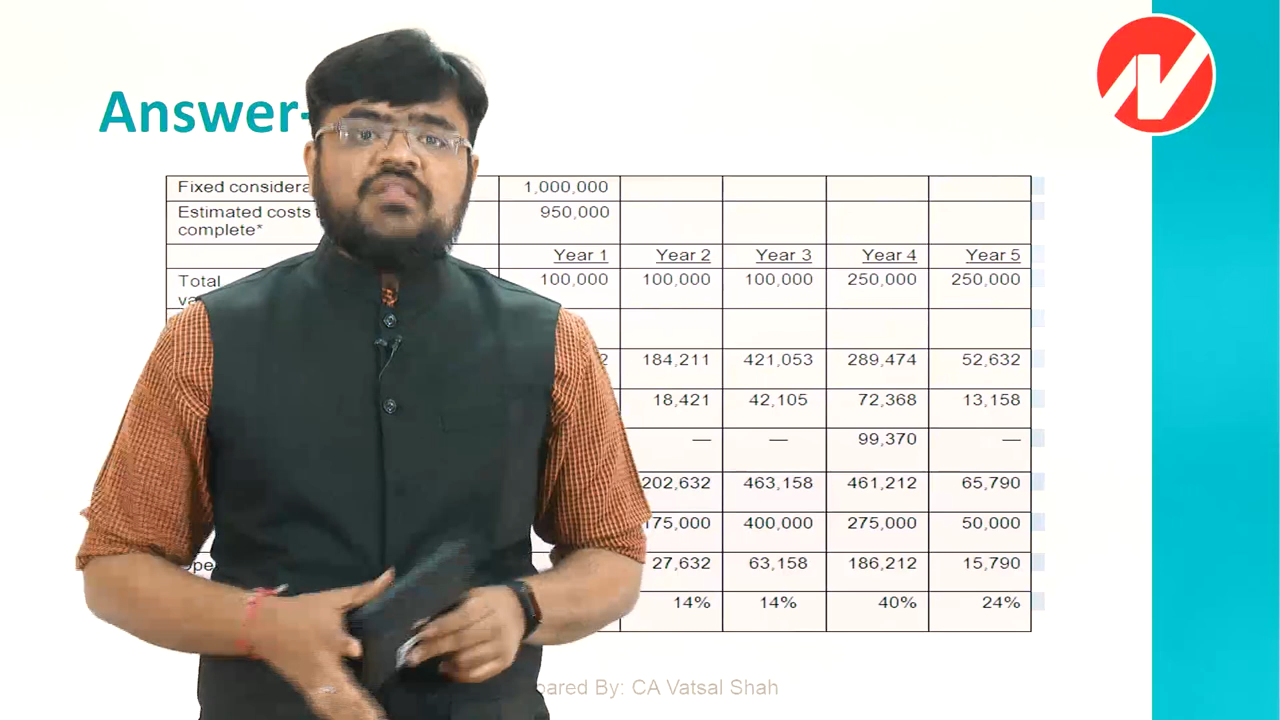 Answer-
Fixed
1,000,000
Estimated costs
complete*
950,000
Year 1 Year 2 Year 3 Year 4 Year 5
Total 100,000 100,000 100,000 250,000 250,000
184,211 421,053 289,474 52,632
18,421 42,105 72,368 13,158
— — 99,370 —
202,632 463,158 461,212 65,790
175,000 400,000 275,000 50,000
27,632 63,158 186,212 15,790
14% 14% 40% 24%
By: CA Vatsal Shah